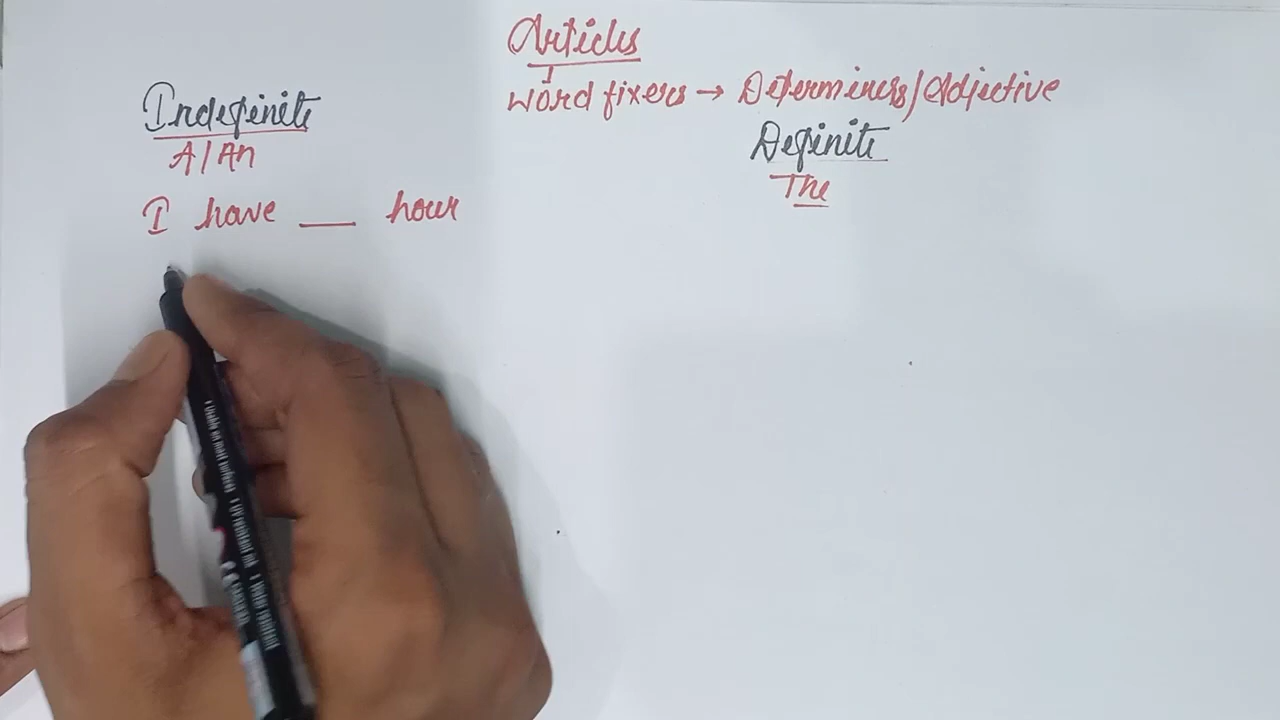 Articles
Word fixers → Determiners/Adjective
Indefinite
A/An
I have ___ hour
Definite
The